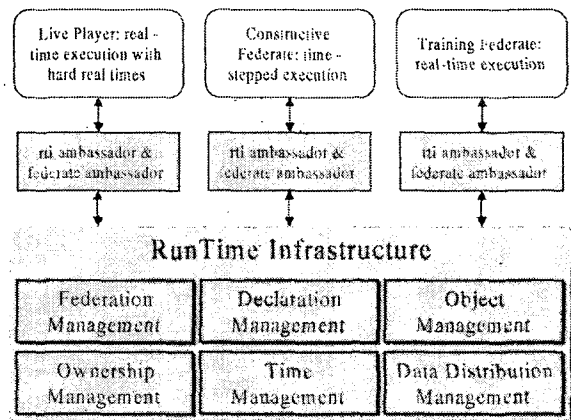 Live Player: real -
time execution with
hard real times
Constructive
Federate: time -
stepped execution
Training Federate:
real-time execution
rti ambassador &
federate ambassador
rti ambassador &
federate ambassador
rti ambassador &
federate ambassador
RunTime Infrastructure
Federation
Management
Declaration
Management
Object
Management
Ownership
Management
Time
Management
Data Distribution
Management